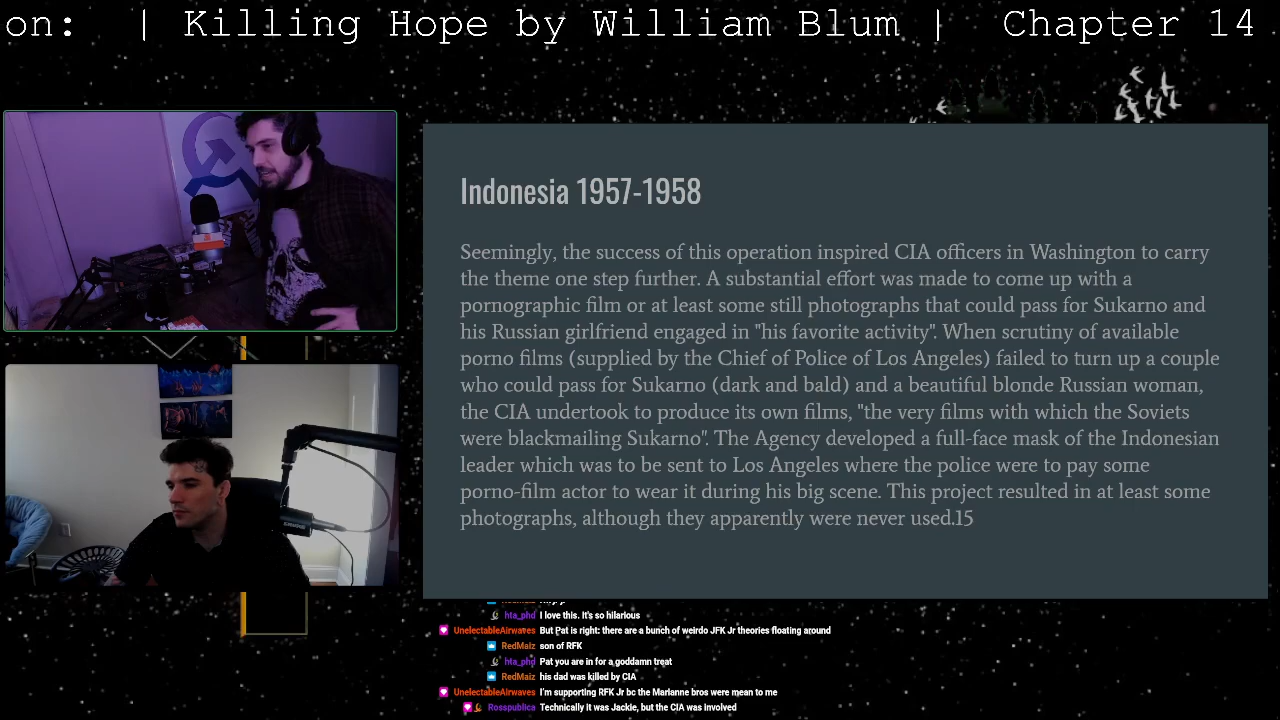 on: | Killing Hope by William Blum | Chapter 14
Indonesia 1957-1958
Seemingly, the success of this operation inspired CIA officers in Washington to carry
the theme one step further. A substantial effort was made to come up with a
pornographic film or at least some still photographs that could pass for Sukarno and
his Russian girlfriend engaged in "his favorite activity". When scrutiny of available
porno films (supplied by the Chief of Police of Los Angeles) failed to turn up a couple
who could pass for Sukarno (dark and bald) and a beautiful blonde Russian woman,
the CIA undertook to produce its own films, "the very films with which the Soviets
were blackmailing Sukarno". The Agency developed a full-face mask of the Indonesian
leader which was to be sent to Los Angeles where the police were to pay some
porno-film actor to wear it during his big scene. This project resulted in at least some
photographs, although they apparently were never used.15
hta_phd I love this. It's so hilarious
UnelectableAirwaves But Pat is right: there are a bunch of weirdo JFK Jr theories floating around
RedMaiz son of RFK
hta_phd Pat you are in for a goddamn treat
RedMaiz his dad was killed by CIA
UnelectableAirwaves I'm supporting RFK Jr bc the Marianne bros were mean to me
Rosspublica Technically it was Jackie, but the CIA was involved